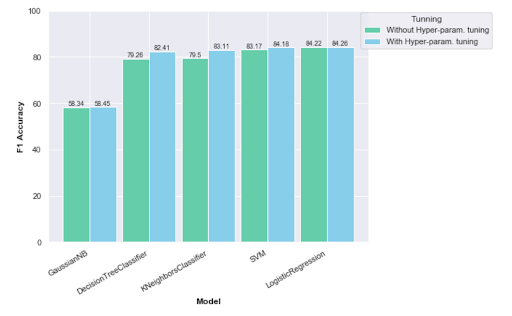 Tunning
Without Hyper-param. tuning
With Hyper-param. tuning
F1 Accuracy
100
80
60
40
20
0
58.34
58.45
79.26
82.41
79.5
83.11
83.17
84.18
84.22
84.26
GaussianNB
DecisionTreeClassifier
KNeighborsClassifier
SVM
LogisticRegression
Model